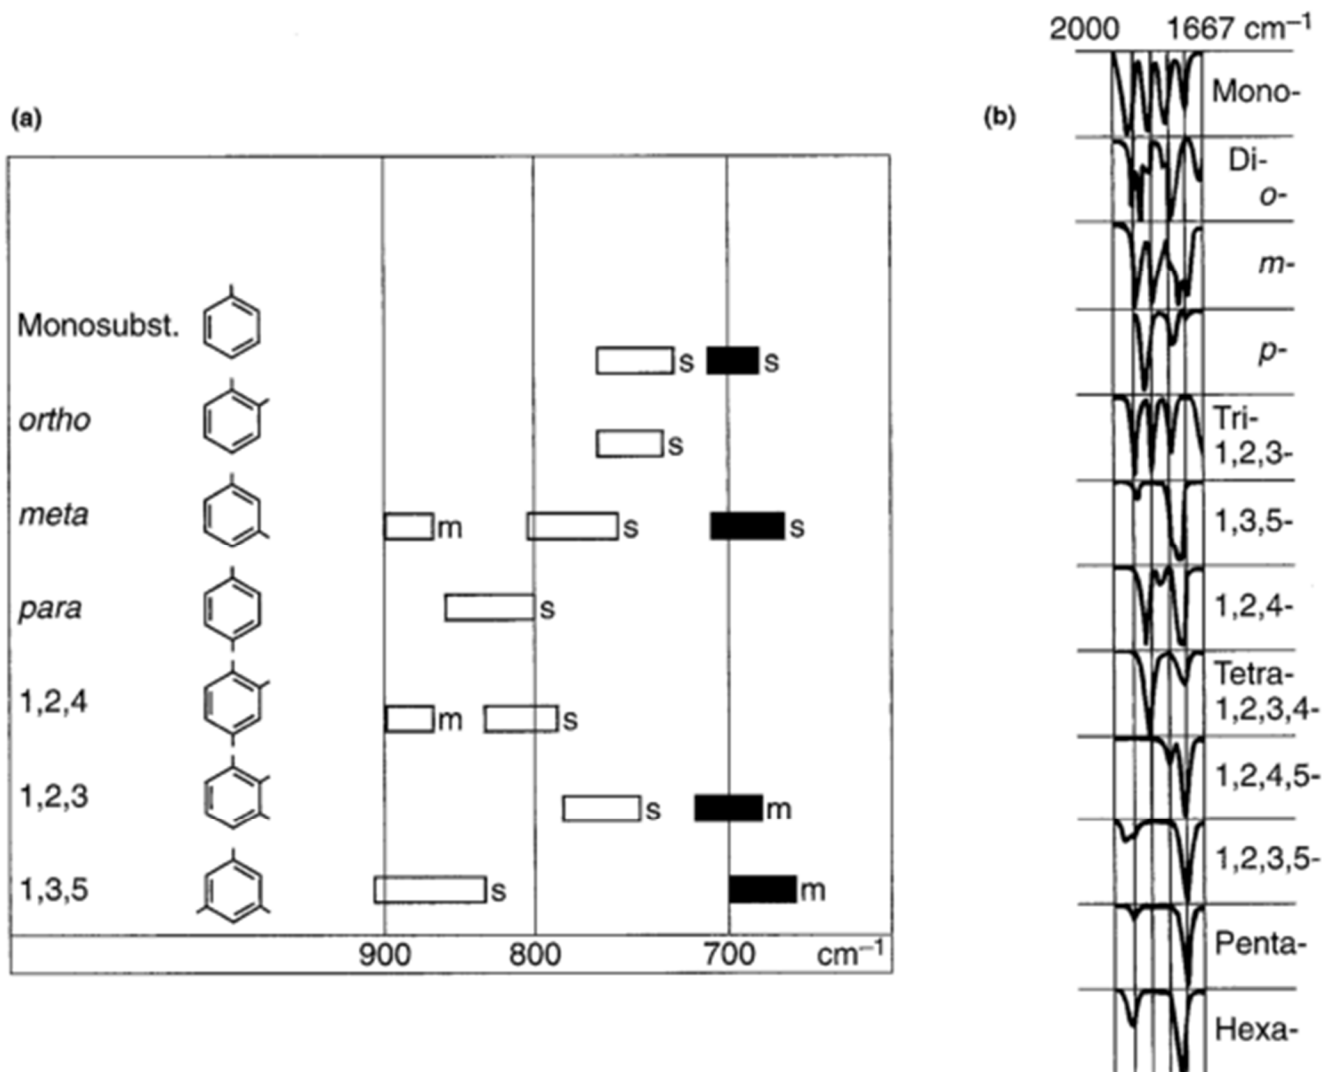 (a)
Monosubst.
s
s
ortho
s
meta
m
s
s
para
s
1,2,4
m
s
1,2,3
s
m
1,3,5
s
m
900
800
700
cm⁻¹
(b)
2000
1667 cm⁻¹
Mono-
Di-
o-
m-
p-
Tri-
1,2,3-
1,3,5-
1,2,4-
Tetra-
1,2,3,4-
1,2,4,5-
1,2,3,5-
Penta-
Hexa-